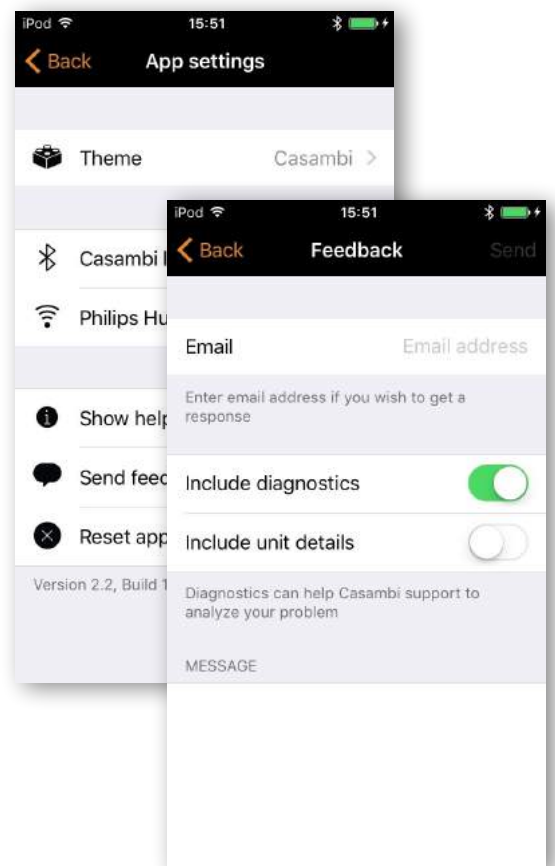 iPod 15:51
Back App settings
Theme Casambi
Casambi
Philips Hu
Show help
Send feed
Reset app
Version 2.2, Build 1
iPod 15:51
Back Feedback Send
Email Email address
Enter email address if you wish to get a
response
Include diagnostics
Include unit details
Diagnostics can help Casambi support to
analyze your problem
MESSAGE